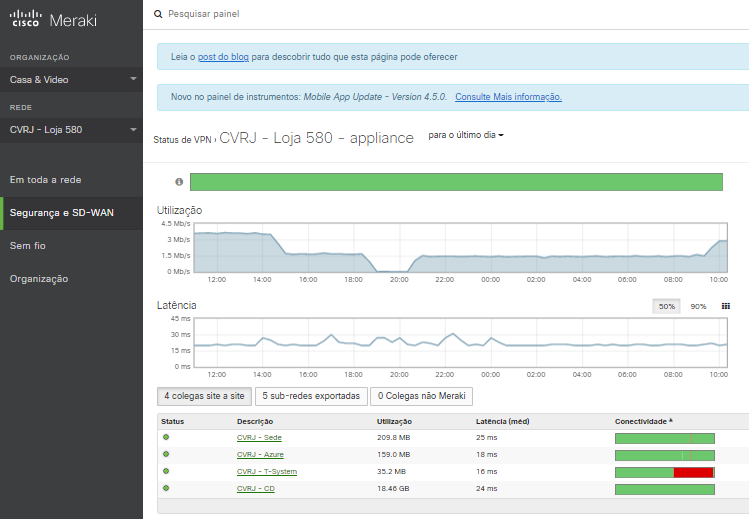 cisco Meraki
Pesquisar painel
ORGANIZAÇÃO
Casa & Video
REDE
CVRJ - Loja 580
Em toda a rede
Segurança e SD-WAN
Sem fio
Organização
Leia o post do blog para descobrir tudo que esta página pode oferecer
Novo no painel de instrumentos: Mobile App Update - Version 4.5.0. Consulte Mais informação.
Status de VPN › CVRJ - Loja 580 - appliance para o último dia
Utilização
4.5 Mb/s
3 Mb/s
1.5 Mb/s
0 Mb/s
12:00 14:00 16:00 18:00 20:00 22:00 00:00 02:00 04:00 06:00 08:00 10:00
Latência 50% 90%
45 ms
30 ms
15 ms
0 ms
12:00 14:00 16:00 18:00 20:00 22:00 00:00 02:00 04:00 06:00 08:00 10:00
4 colegas site a site 5 sub-redes exportadas 0 Colegas não Meraki
Status Descrição Utilização Latência (méd) Conectividade
CVRJ - Sede 209.8 MB 25 ms
CVRJ - Azure 159.0 MB 18 ms
CVRJ - T-System 35.2 MB 16 ms
CVRJ - CD 18.46 GB 24 ms